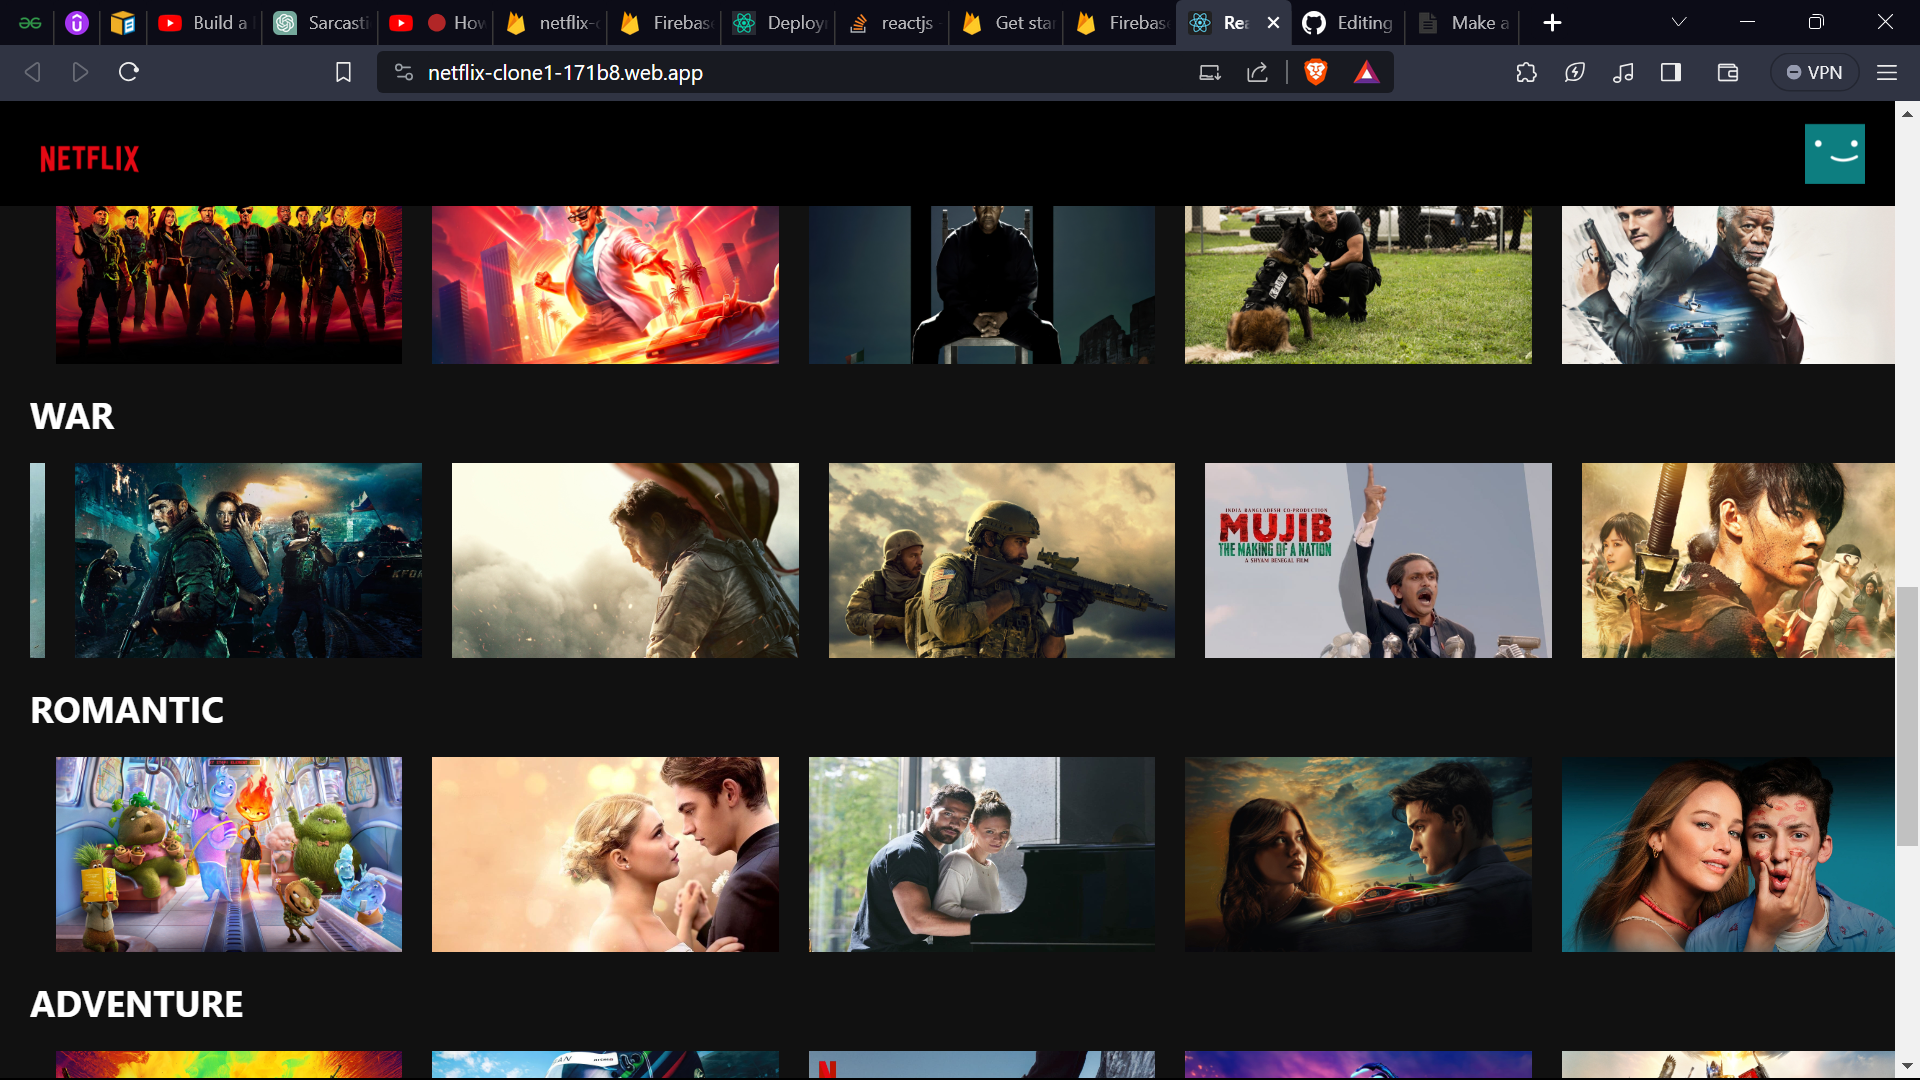 Build a
Sarcasti
How
netflix-c
Firebas
Deploy
reactjs -
Get star
Firebas
Rea
Editing
Make a
netflix-clone1-171b8.web.app
VPN
NETFLIX
WAR
KFOR
INDIA BANGLADESH CO-PRODUCTION
MUJIB
THE MAKING OF A NATION
A SHYAM BENEGAL FILM
ROMANTIC
ADVENTURE
N